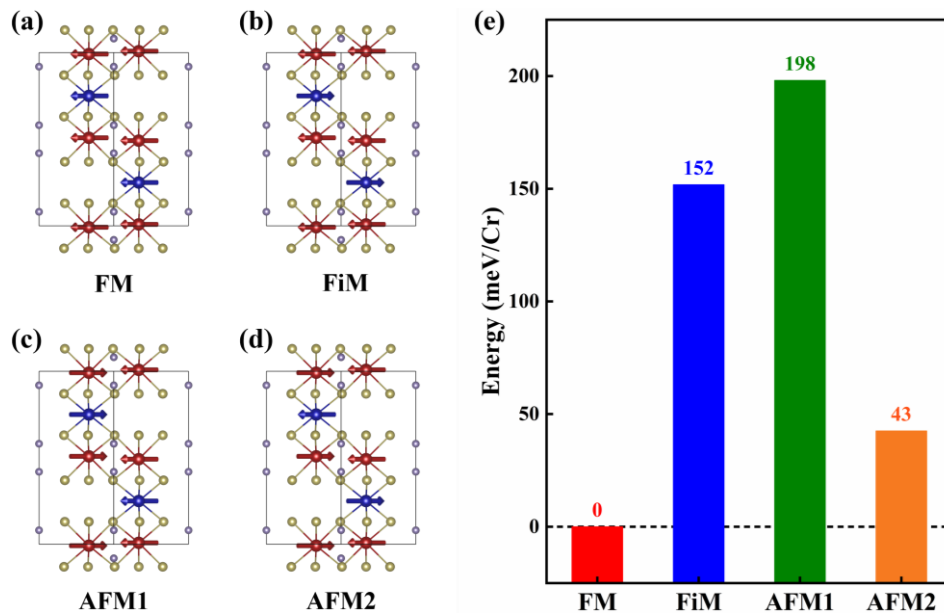 (a)
(b)
FM
FiM
(c)
(d)
AFM1
AFM2
(e)
Energy (meV/Cr)
200
150
100
50
0
0
152
198
43
FM
FiM
AFM1
AFM2